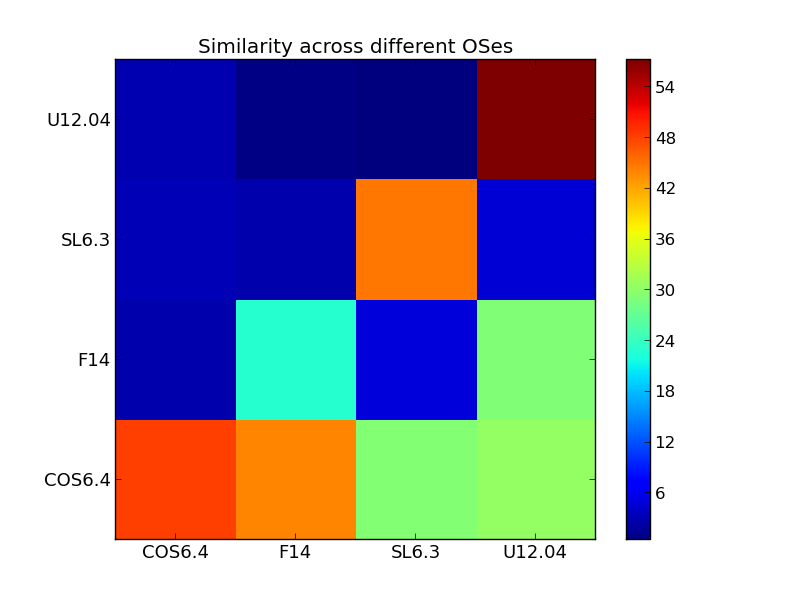 Similarity across different OSes
U12.04
SL6.3
F14
COS6.4
COS6.4 F14 SL6.3 U12.04
54
48
42
36
30
24
18
12
6